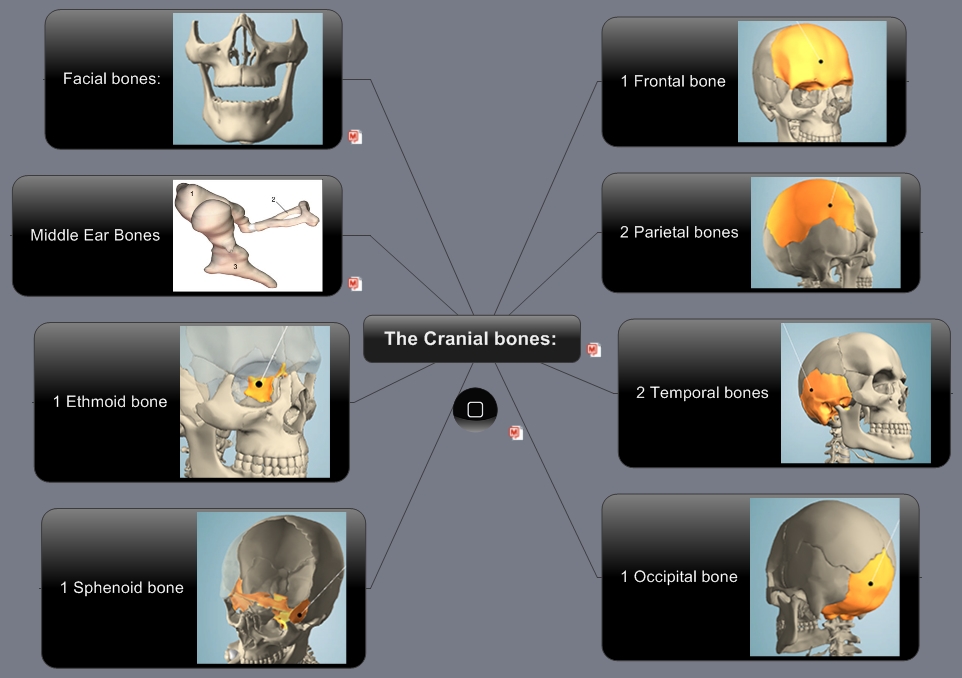 Facial bones:
1 Frontal bone
1
2
3
Middle Ear Bones
2 Parietal bones
The Cranial bones:
1 Ethmoid bone
2 Temporal bones
1 Sphenoid bone
1 Occipital bone